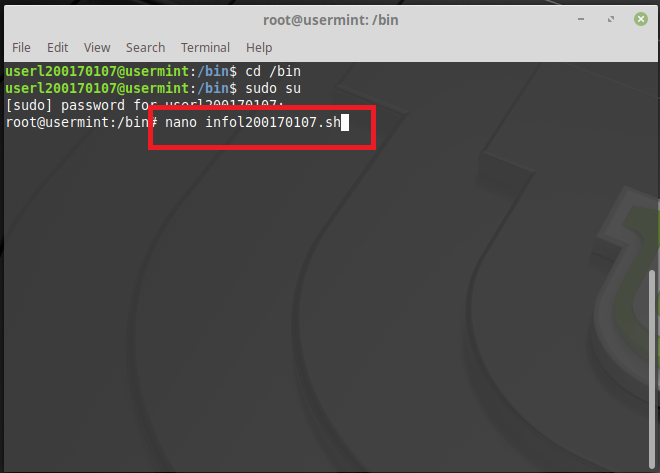 root@usermint: /bin
File Edit View Search Terminal Help
userl200170107@usermint:/bin$ cd /bin
userl200170107@usermint:/bin$ sudo su
[sudo] password for userl200170107:
root@usermint:/bin# nano infol200170107.sh